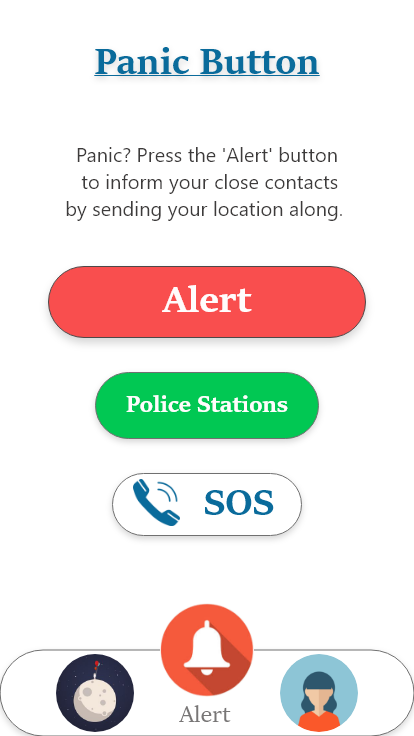 Panic Button
Panic? Press the 'Alert' button
to inform your close contacts
by sending your location along.
Alert
Police Stations
SOS
Alert